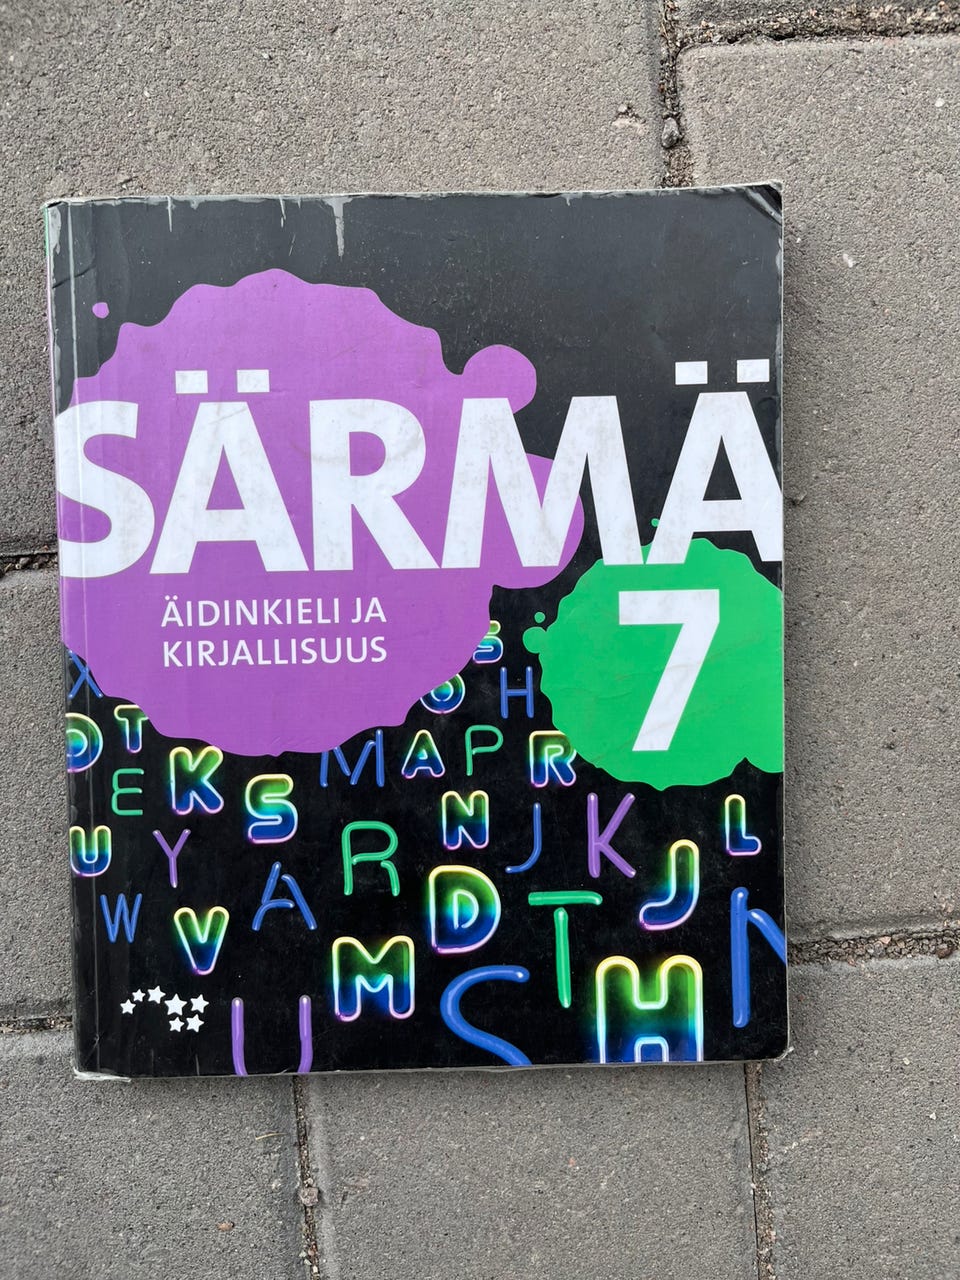 SÄRMÄ
ÄIDINKIELI JA
KIRJALLISUUS
7
S
X O H
D T M A P R
E K S
U Y R N J K L
W V A D T J
M
U S H